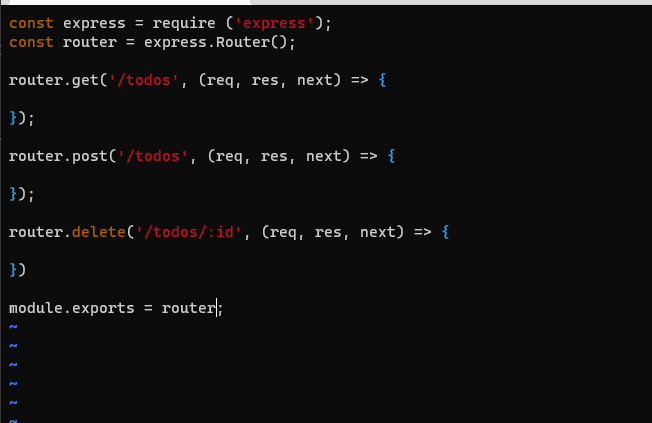 const express = require ('express');
const router = express.Router();
router.get('/todos', (req, res, next) => {
});
router.post('/todos', (req, res, next) => {
});
router.delete('/todos/:id', (req, res, next) => {
})
module.exports = router;
~
~
~
~
~
~